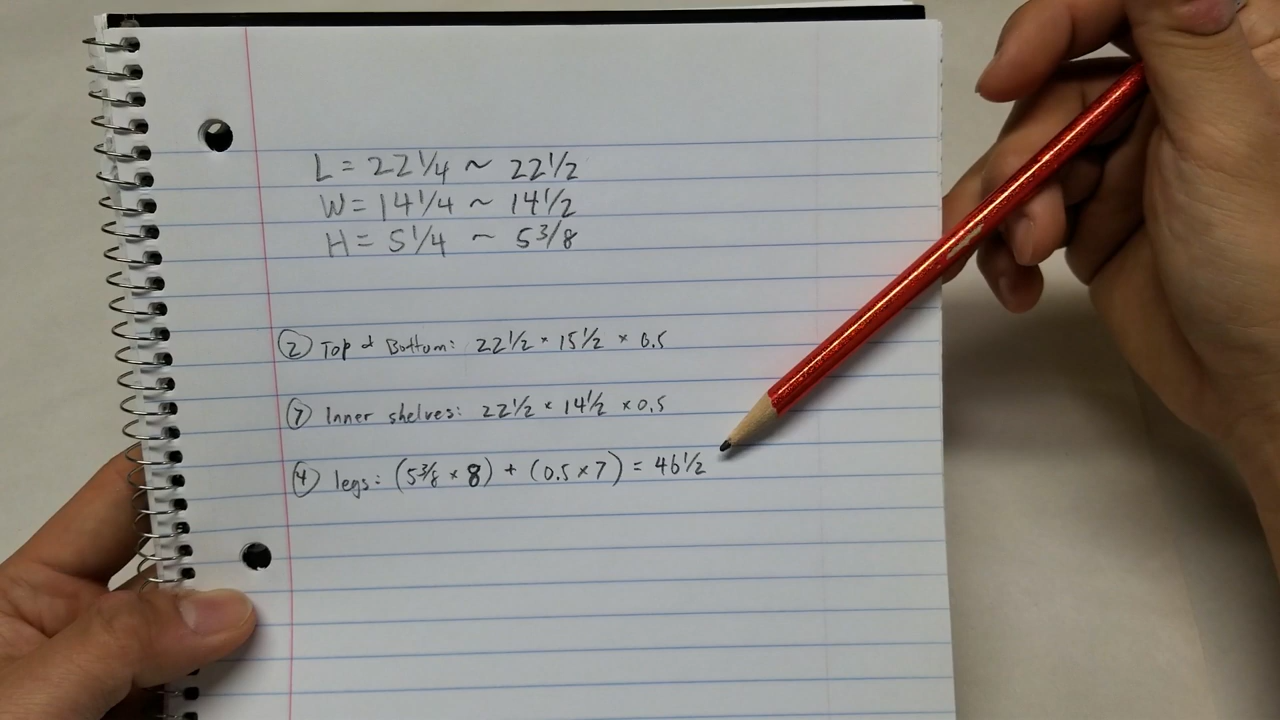 L = 22 1/4 ~ 22 1/2
W = 14 1/4 ~ 14 1/2
H = 5 1/4 ~ 5 3/8
② Top & Bottom: 22 1/2 × 15 1/2 × 0.5
⑦ Inner shelves: 22 1/2 × 14 1/2 × 0.5
④ legs: (5 3/8 × 8) + (0.5 × 7) = 46 1/2